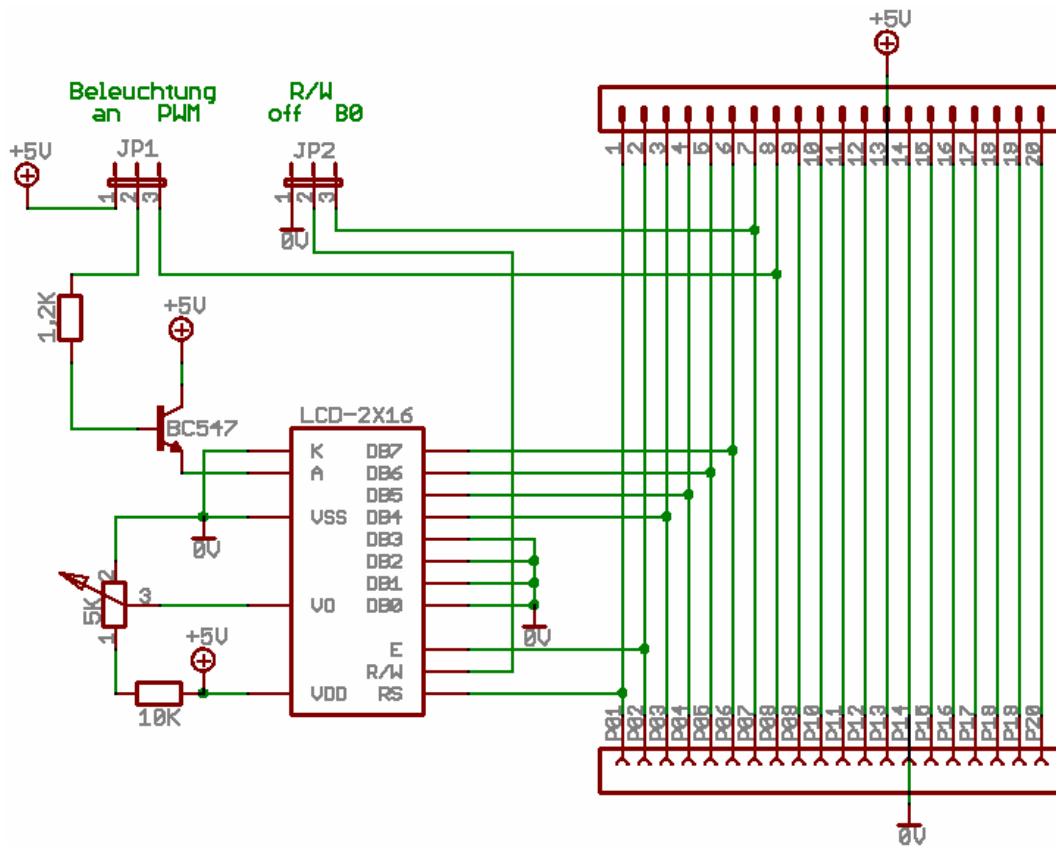 +5V
Beleuchtung
an PWM
R/W
off B0
+5V
JP1
JP2
1
2
3
1
2
3
0V
1
2
3
4
5
6
7
8
9
10
11
12
13
14
15
16
17
18
19
20
1,2K
+5V
BC547
LCD-2X16
K
A
VSS
VO
VDD
DB7
DB6
DB5
DB4
DB3
DB2
DB1
DB0
E
R/W
RS
0V
2
5K
3
1
+5V
10K
0V
P01
P02
P03
P04
P05
P06
P07
P08
P09
P10
P11
P12
P13
P14
P15
P16
P17
P18
P19
P20
0V